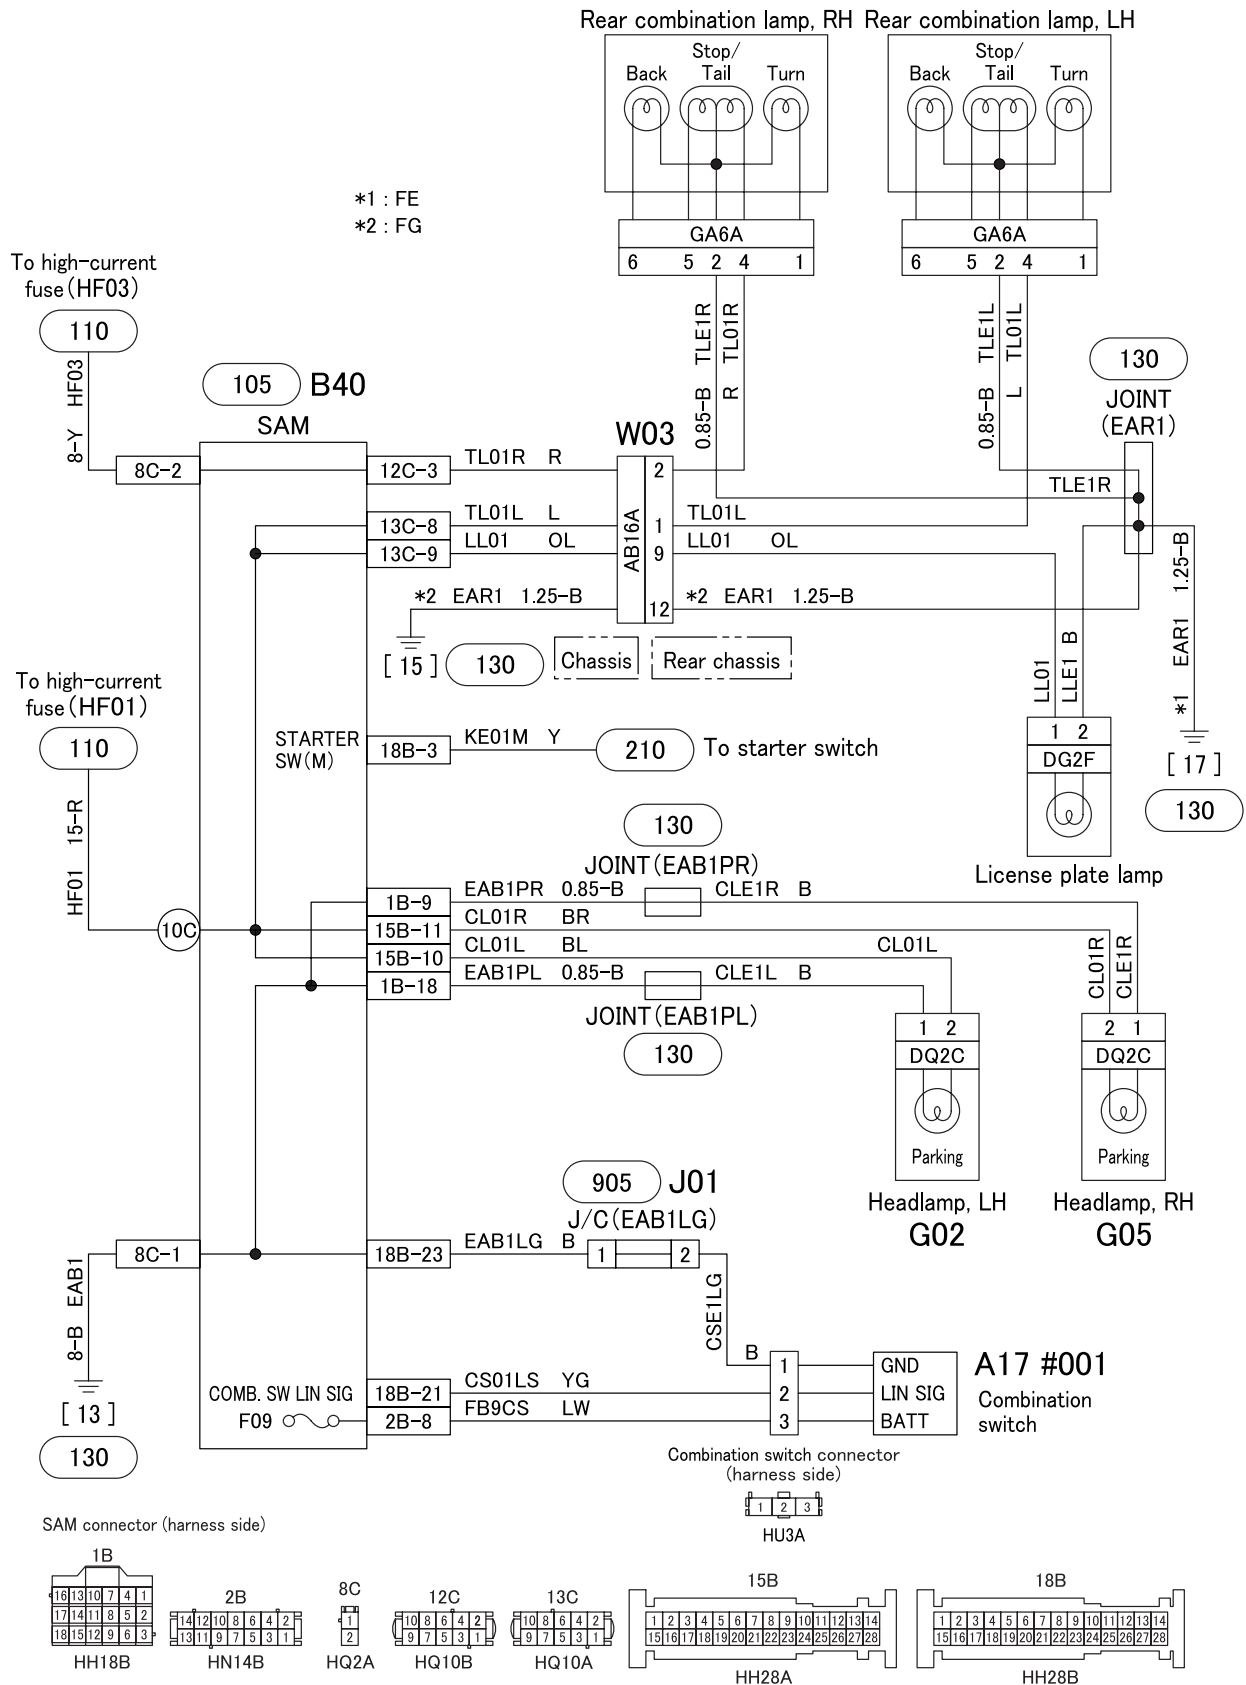 Rear combination lamp, RH
Rear combination lamp, LH
Back
Stop/
Tail
Turn
Back
Stop/
Tail
Turn
*1 : FE
*2 : FG
GA6A
6 5 2 4 1
GA6A
6 5 2 4 1
To high-current
fuse (HF03)
110
8-Y HF03
105 B40
SAM
0.85-B TLE1R
R TL01R
0.85-B TLE1L
L TL01L
130
JOINT
(EAR1)
W03
8C-2
12C-3 TL01R R
2
TLE1R
13C-8 TL01L L
1 TL01L
13C-9 LL01 OL
AB16A
9 LL01 OL
*2 EAR1 1.25-B
12 *2 EAR1 1.25-B
[ 15 ] 130
Chassis
Rear chassis
LL01
LLE1 B
*1 EAR1 1.25-B
[ 17 ]
130
To high-current
fuse (HF01)
110
HF01 15-R
STARTER
SW(M)
18B-3 KE01M Y
210 To starter switch
1 2
DG2F
License plate lamp
130
JOINT (EAB1PR)
1B-9 EAB1PR 0.85-B CLE1R B
10C
15B-11 CL01R BR
15B-10 CL01L BL CL01L
1B-18 EAB1PL 0.85-B CLE1L B
JOINT (EAB1PL)
130
CL01R
CLE1R
1 2
DQ2C
Parking
Headlamp, LH
G02
2 1
DQ2C
Parking
Headlamp, RH
G05
905 J01
J/C (EAB1LG)
8C-1
18B-23 EAB1LG B
1 2
8-B EAB1
[ 13 ]
130
CSE1LG
B
1 GND
2 LIN SIG
3 BATT
A17 #001
Combination
switch
COMB. SW LIN SIG
18B-21 CS01LS YG
F09
2B-8 FB9CS LW
Combination switch connector
(harness side)
1 2 3
HU3A
SAM connector (harness side)
1B
16 13 10 7 4 1
17 14 11 8 5 2
18 15 12 9 6 3
HH18B
2B
14 12 10 8 6 4 2
13 11 9 7 5 3 1
HN14B
8C
1
2
HQ2A
12C
10 8 6 4 2
9 7 5 3 1
HQ10B
13C
10 8 6 4 2
9 7 5 3 1
HQ10A
15B
1 2 3 4 5 6 7 8 9 10 11 12 13 14
15 16 17 18 19 20 21 22 23 24 25 26 27 28
HH28A
18B
1 2 3 4 5 6 7 8 9 10 11 12 13 14
15 16 17 18 19 20 21 22 23 24 25 26 27 28
HH28B